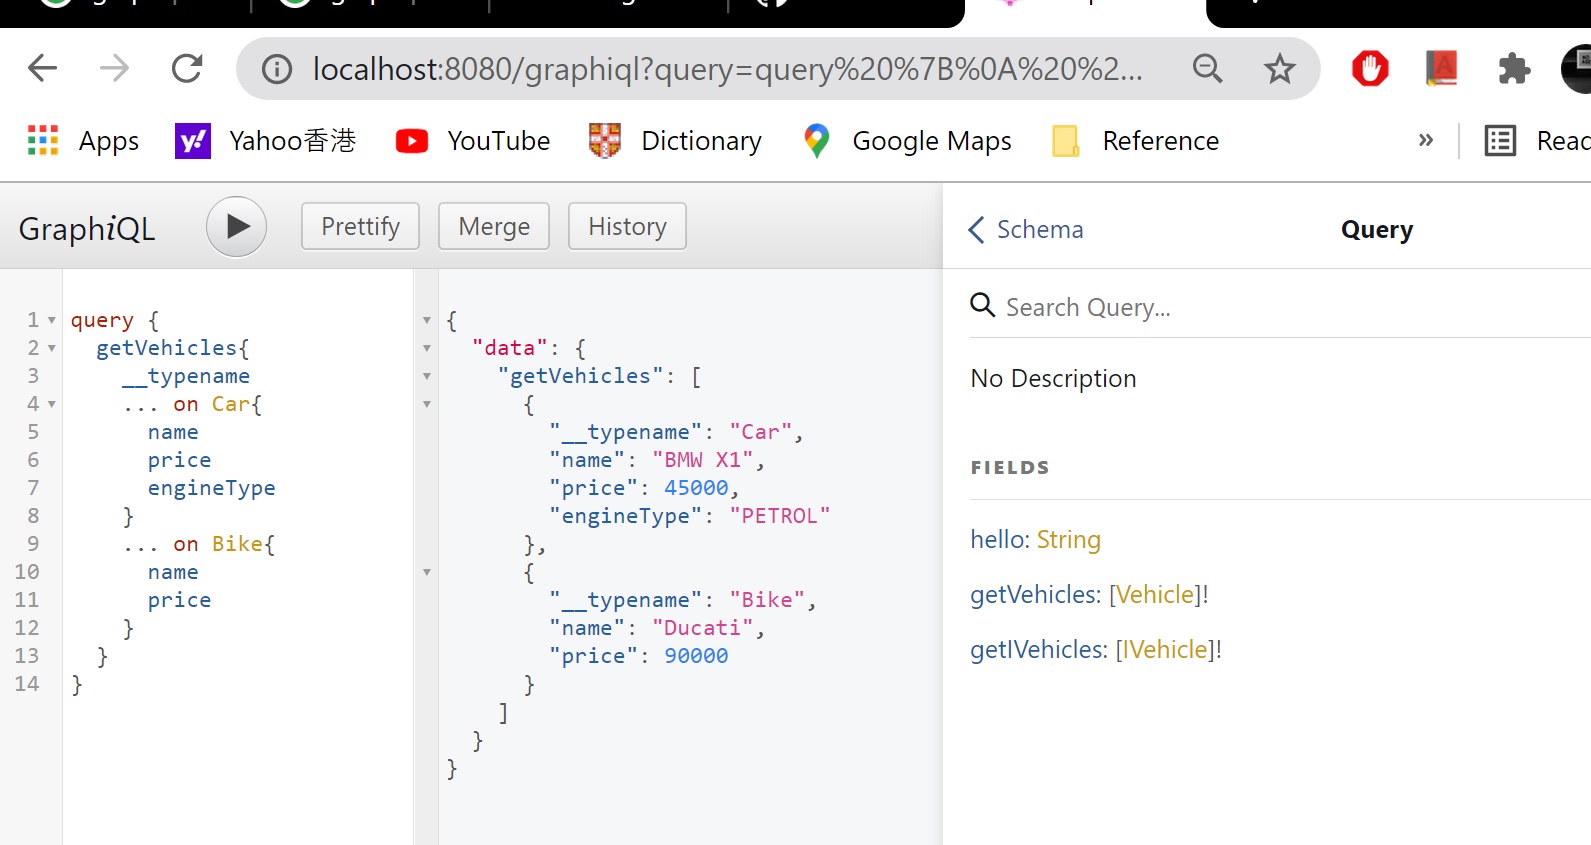 localhost:8080/graphiql?query=query%20%7B%0A%20%2...
Apps Yahoo香港 YouTube Dictionary Google Maps Reference » Read
GraphiQL Prettify Merge History
1 query {
2 getVehicles{
3 __typename
4 ... on Car{
5 name
6 price
7 engineType
8 }
9 ... on Bike{
10 name
11 price
12 }
13 }
14 }
{
"data": {
"getVehicles": [
{
"__typename": "Car",
"name": "BMW X1",
"price": 45000,
"engineType": "PETROL"
},
{
"__typename": "Bike",
"name": "Ducati",
"price": 90000
}
]
}
}
Schema Query
Search Query...
No Description
FIELDS
hello: String
getVehicles: [Vehicle]!
getIVehicles: [IVehicle]!